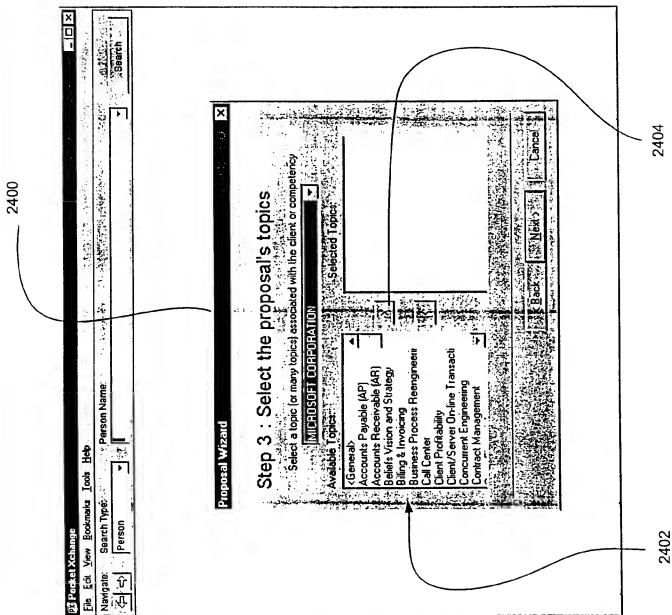 2400
PX Pocket Xchange
File Edit View Bookmarks Tools Help
Navigate: Search Type: Person Name:
Person Search
Proposal Wizard
Step 3 : Select the proposal's topics
Select a topic (or many topics) associated with the client or competency
MICROSOFT CORPORATION
Available Topics: Selected Topics:
<General>
Accounts Payable (AP)
Accounts Receivable (AR)
Beliefs Vision and Strategy
Billing & Invoicing
Business Process Reengineeri
Call Center
Client Profitability
Client/Server On-line Transacti
Concurrent Engineering
Contract Management
< Back Next > Cancel
2404
2402